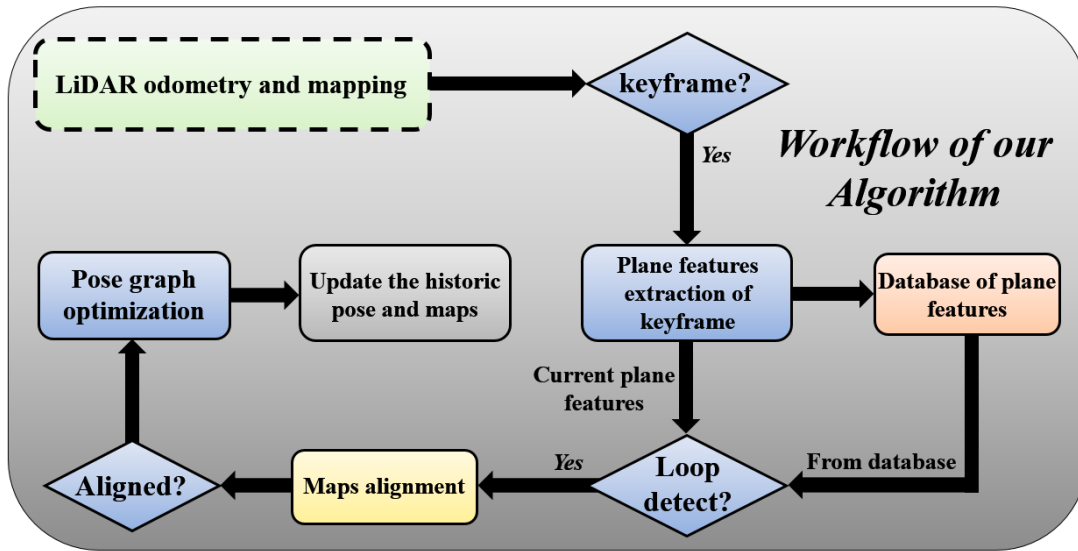 LiDAR odometry and mapping
keyframe?
Yes
Workflow of our
Algorithm
Pose graph
optimization
Update the historic
pose and maps
Plane features
extraction of
keyframe
Database of plane
features
Current plane
features
Aligned?
Maps alignment
Yes
Loop
detect?
From database